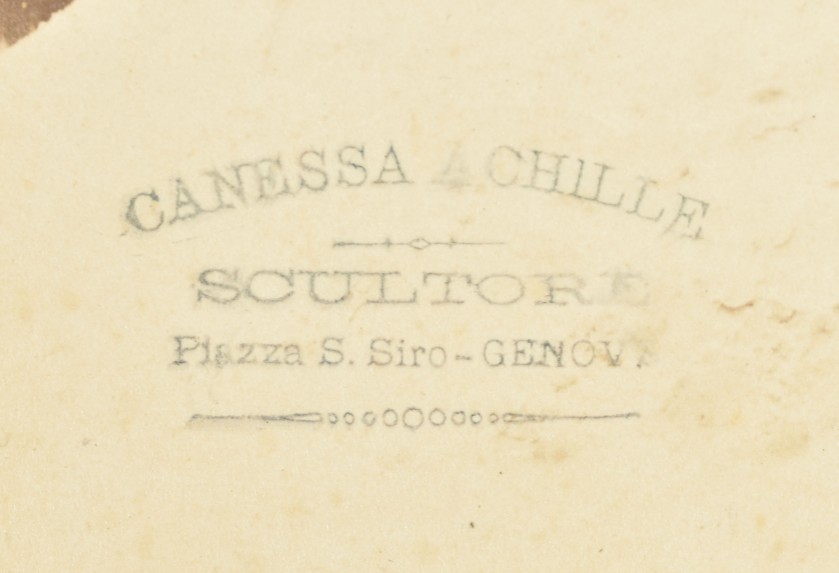 CANESSA ACHILLE
SCULTORE
Piazza S. Siro - GENOVA